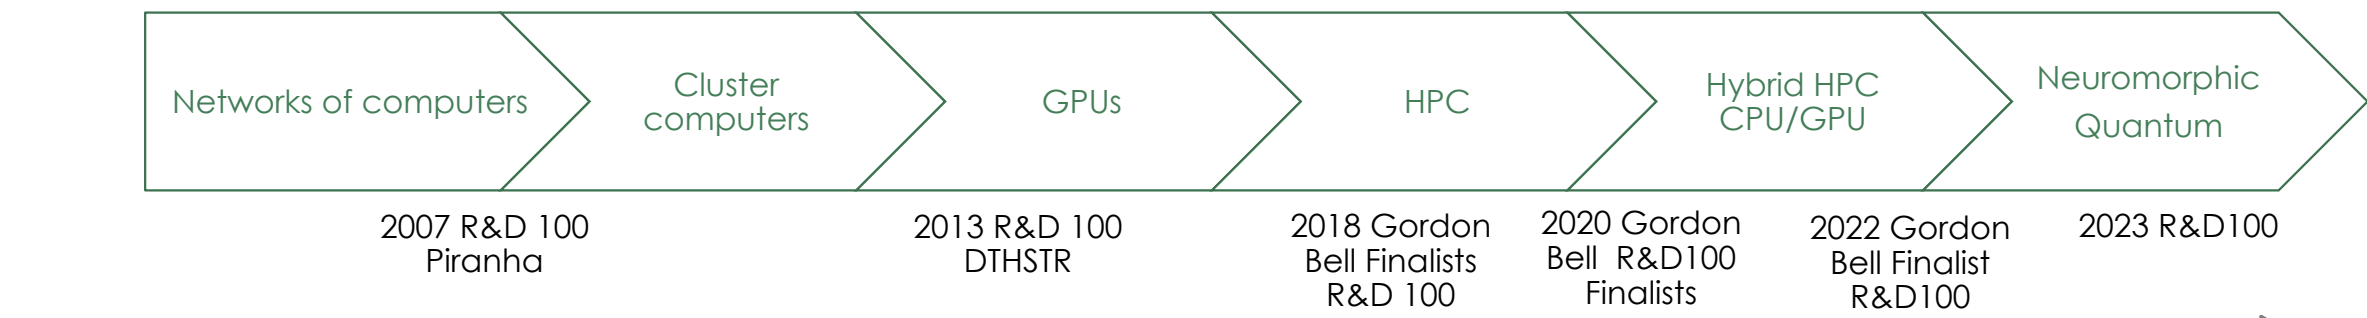 Networks of computers
Cluster
computers
GPUs
HPC
Hybrid HPC
CPU/GPU
Neuromorphic
Quantum
2007 R&D 100
Piranha
2013 R&D 100
DTHSTR
2018 Gordon
Bell Finalists
R&D 100
2020 Gordon
Bell  R&D100
Finalists
2022 Gordon
Bell Finalist
R&D100
2023 R&D100